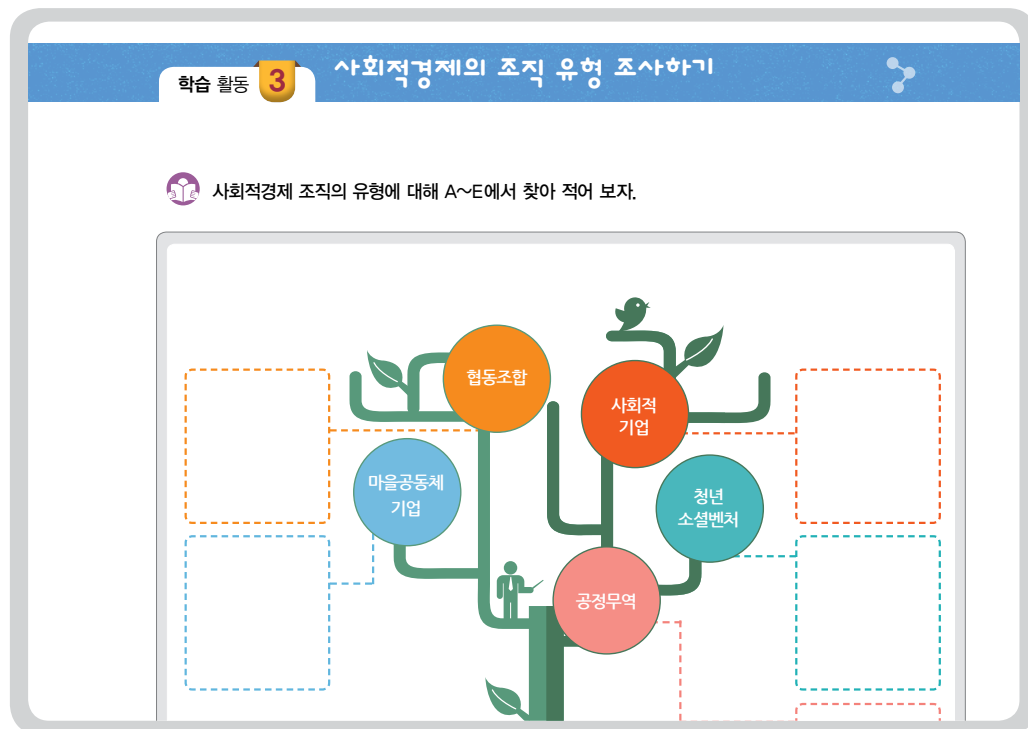 학습 활동 3
사회적경제의 조직 유형 조사하기
사회적경제 조직의 유형에 대해 A~E에서 찾아 적어 보자.
협동조합
사회적
기업
마을공동체
기업
청년
소셜벤처
공정무역